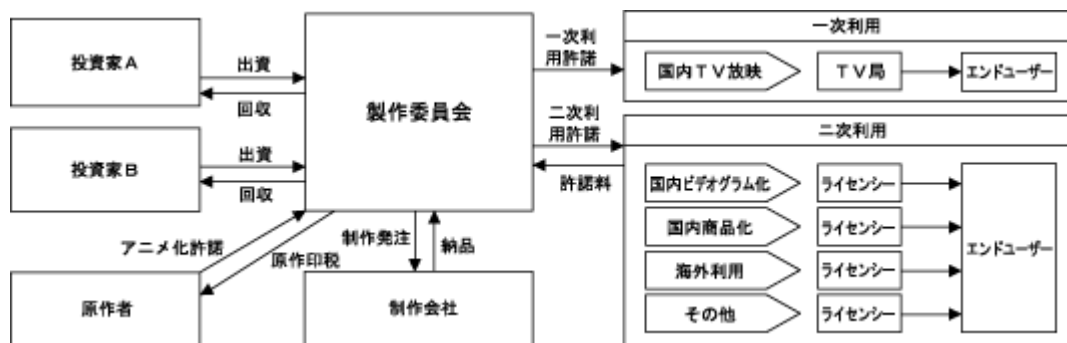 投資家A
出資
回収
投資家B
出資
回収
製作委員会
アニメ化許諾
原作印税
原作者
制作発注
納品
制作会社
一次利
用許諾
二次利
用許諾
許諾料
一次利用
国内TV放映
TV局
エンドユーザー
二次利用
国内ビデオグラム化
ライセンシー
国内商品化
ライセンシー
海外利用
ライセンシー
その他
ライセンシー
エンドユーザー